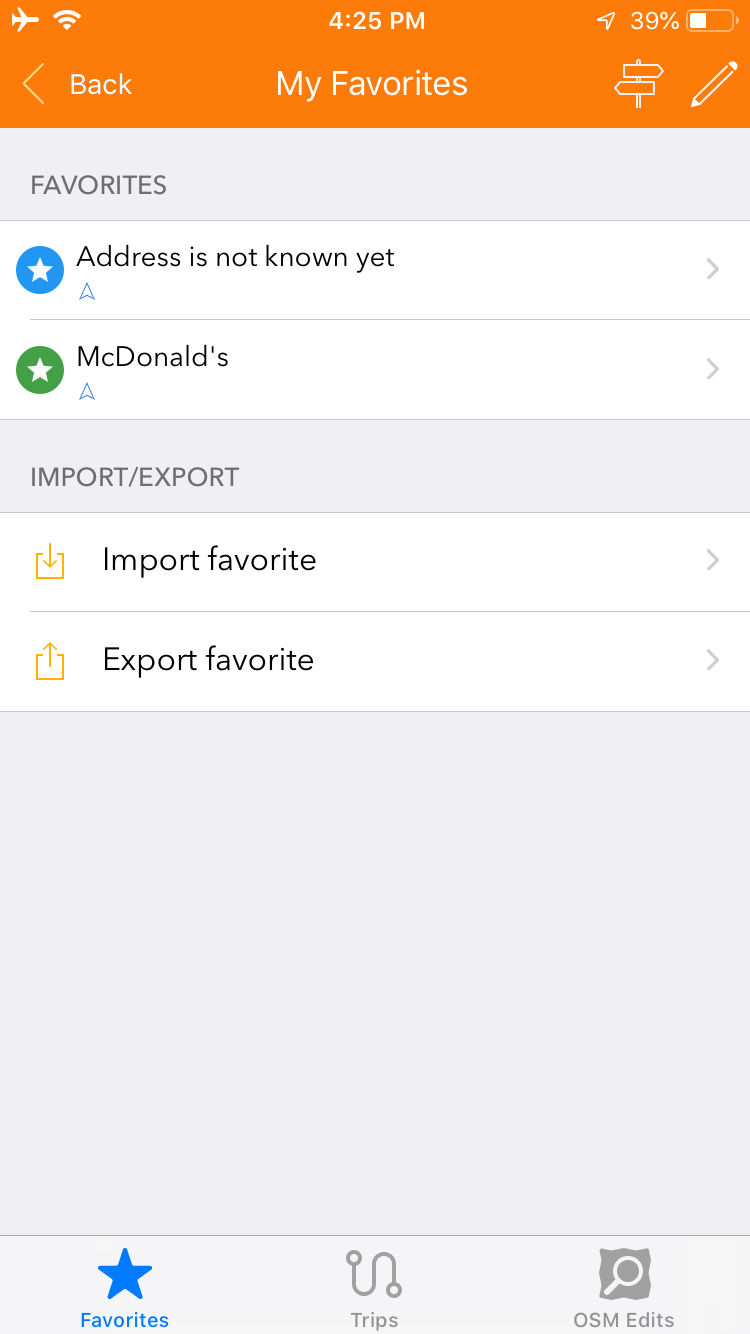 4:25 PM
39%
Back
My Favorites
FAVORITES
Address is not known yet
McDonald's
IMPORT/EXPORT
Import favorite
Export favorite
Favorites
Trips
OSM Edits